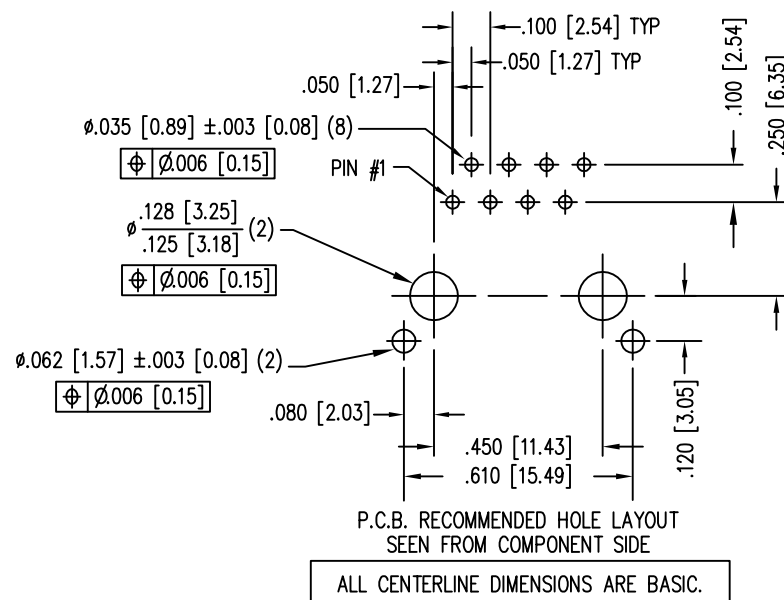 .100 [2.54] TYP
.050 [1.27] TYP
.050 [1.27]
.100 [2.54]
.250 [6.35]
ø.035 [0.89] ±.003 [0.08] (8)
⌖ Ø.006 [0.15]
PIN #1
ø .128 [3.25]
.125 [3.18] (2)
⌖ Ø.006 [0.15]
ø.062 [1.57] ±.003 [0.08] (2)
⌖ Ø.006 [0.15]
.080 [2.03]
.450 [11.43]
.610 [15.49]
.120 [3.05]
P.C.B. RECOMMENDED HOLE LAYOUT
SEEN FROM COMPONENT SIDE
ALL CENTERLINE DIMENSIONS ARE BASIC.